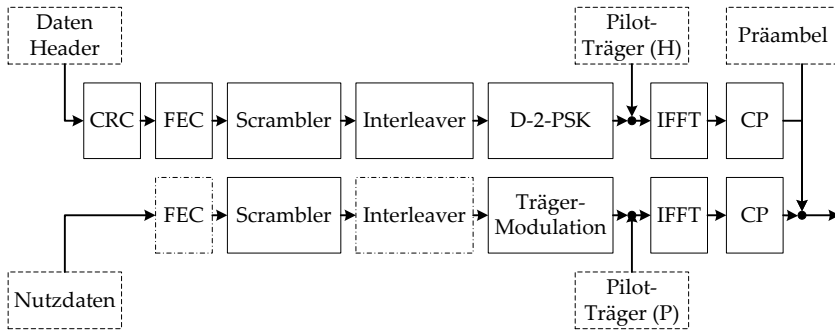 Daten
Header
Pilot-
Träger (H)
Präambel
CRC
FEC
Scrambler
Interleaver
D-2-PSK
IFFT
CP
FEC
Scrambler
Interleaver
Träger-
Modulation
IFFT
CP
Nutzdaten
Pilot-
Träger (P)